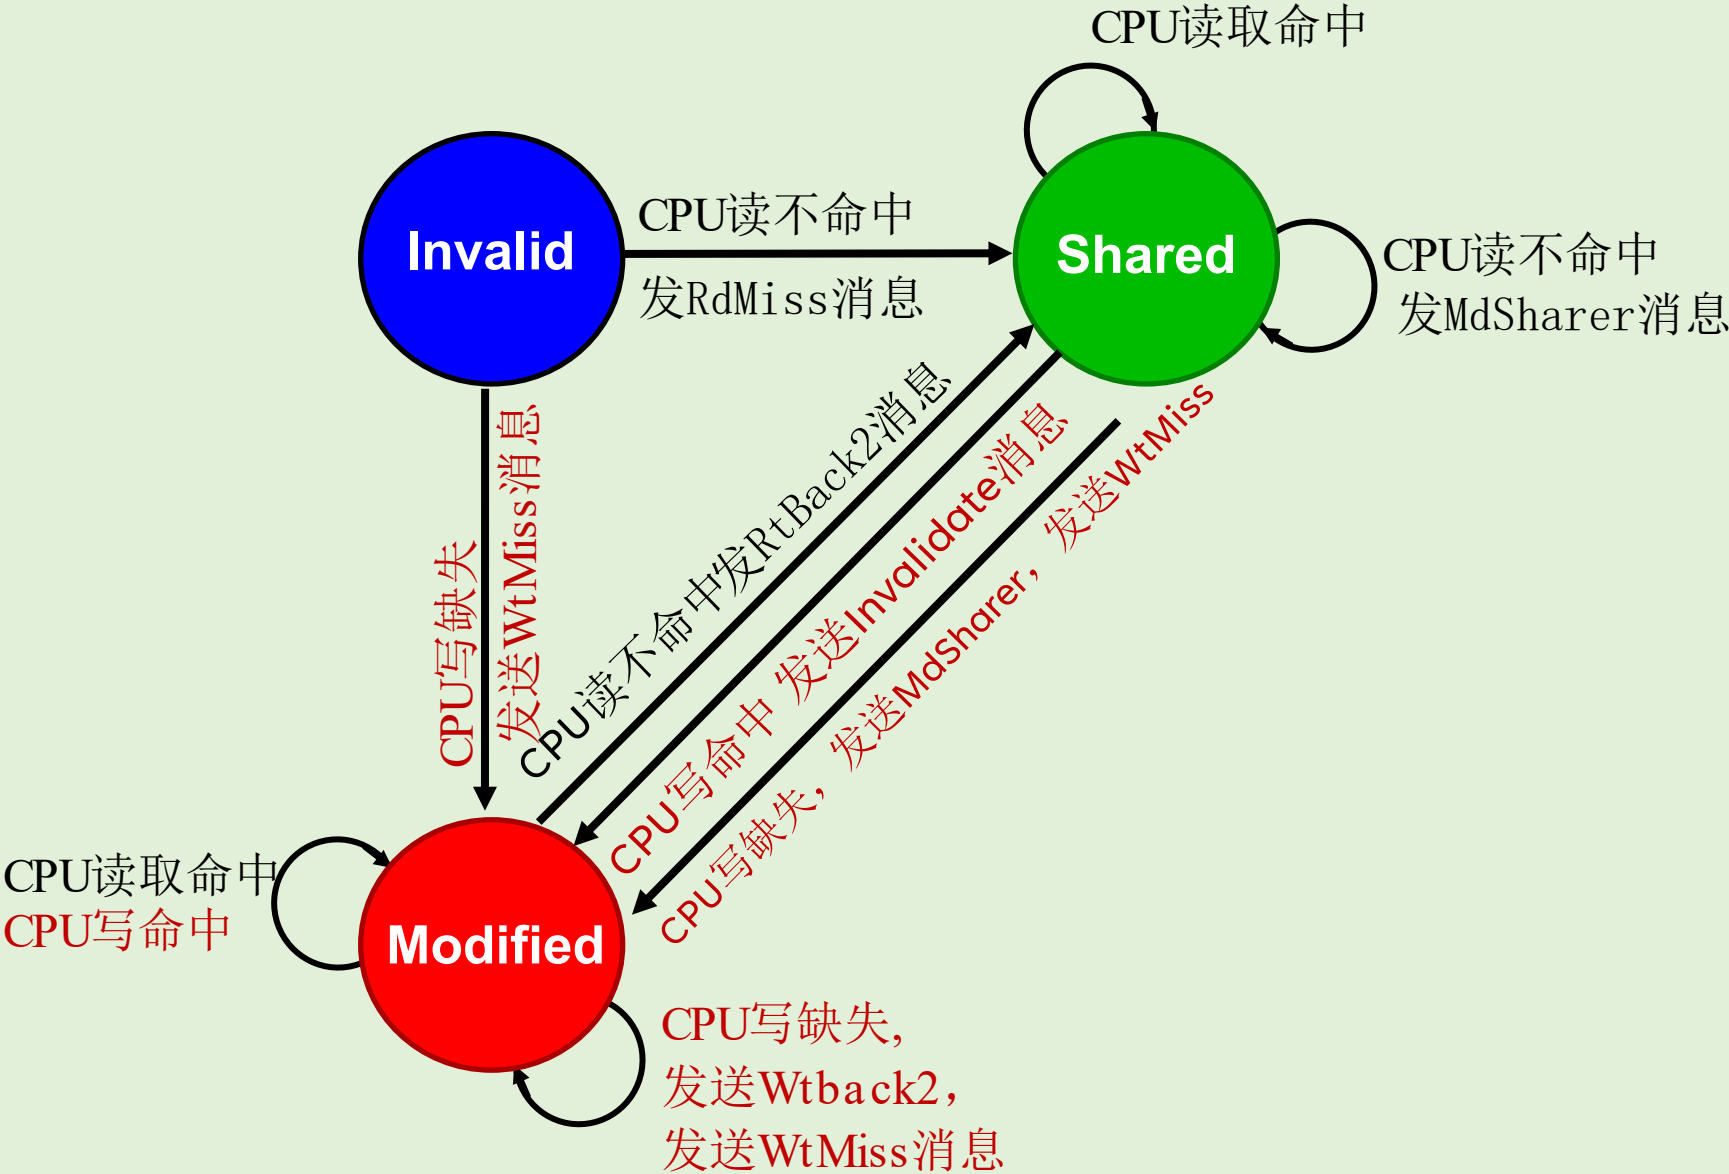 CPU读取命中
CPU读不命中
Invalid
Shared
CPU读不命中
发RdMiss消息
发MdSharer消息
CPU写缺失
发送WtMiss消息
CPU读不命中发RtBack2消息
CPU写命中 发送Invalidate消息
CPU写缺失，发送MdSharer，发送WtMiss
CPU读取命中
CPU写命中
Modified
CPU写缺失,
发送Wtback2，
发送WtMiss消息